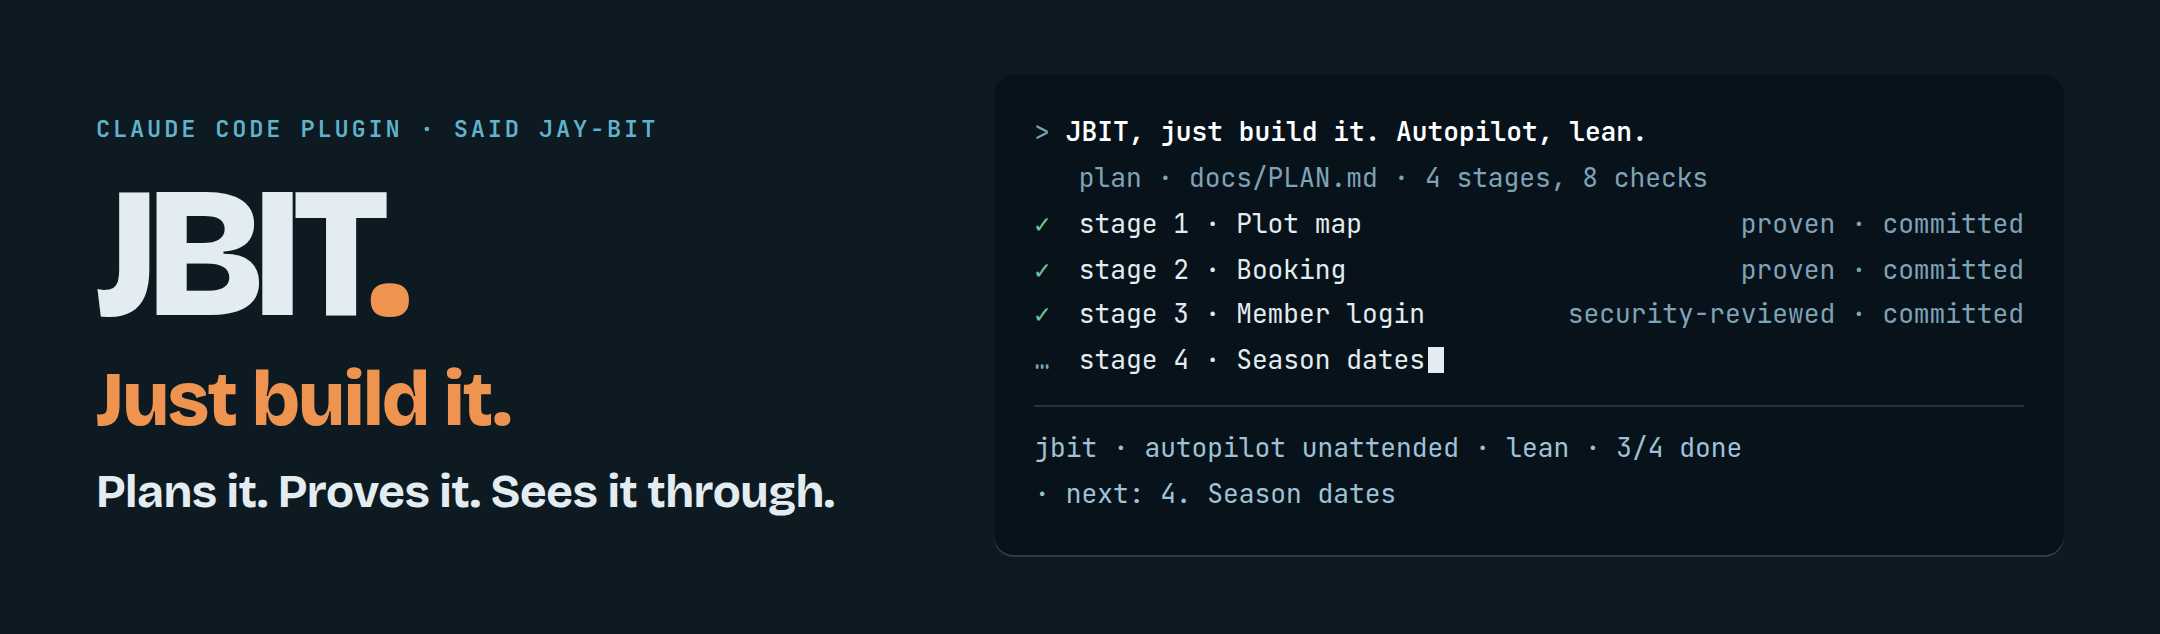 CLAUDE CODE PLUGIN · SAID JAY-BIT
JBIT.
Just build it.
Plans it. Proves it. Sees it through.
> JBIT, just build it. Autopilot, lean.
plan · docs/PLAN.md · 4 stages, 8 checks
✓ stage 1 · Plot map proven · committed
✓ stage 2 · Booking proven · committed
✓ stage 3 · Member login security-reviewed · committed
… stage 4 · Season dates
jbit · autopilot unattended · lean · 3/4 done
· next: 4. Season dates